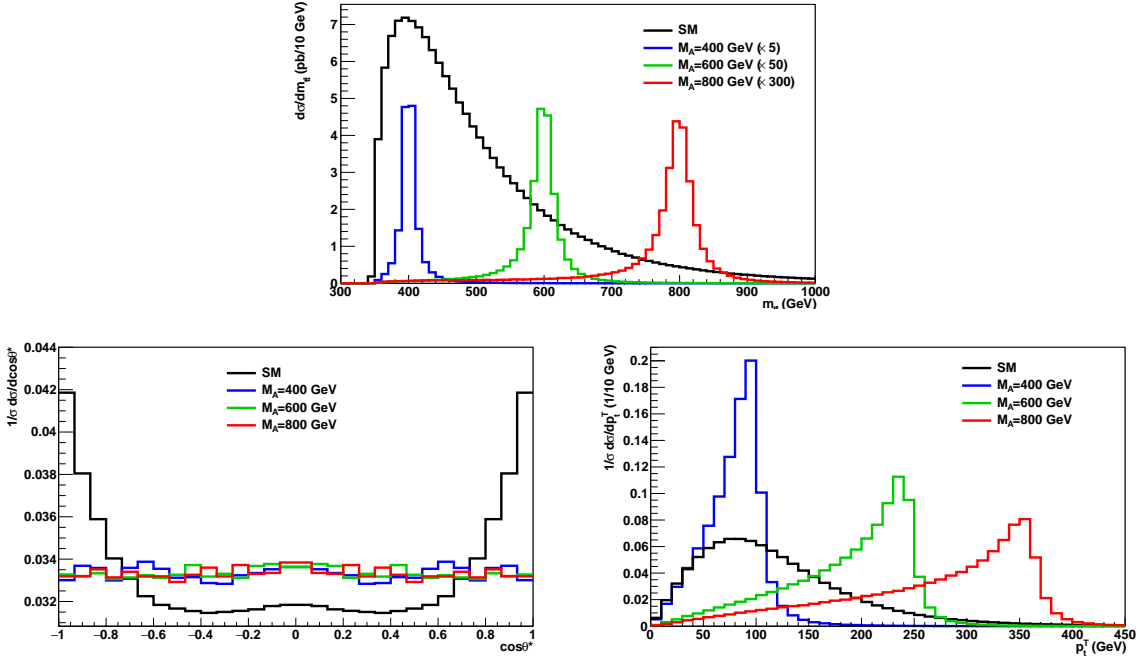 dσ/dm_tt (pb/10 GeV)
7
6
5
4
3
2
1
0
SM
M_A=400 GeV (× 5)
M_A=600 GeV (× 50)
M_A=800 GeV (× 300)
300 400 500 600 700 800 900 1000
m_tt (GeV)
1/σ dσ/dcosθ*
0.044
0.042
0.04
0.038
0.036
0.034
0.032
SM
M_A=400 GeV
M_A=600 GeV
M_A=800 GeV
−1 −0.8 −0.6 −0.4 −0.2 0 0.2 0.4 0.6 0.8 1
cosθ*
1/σ dσ/dp_t^T (1/10 GeV)
0.2
0.18
0.16
0.14
0.12
0.1
0.08
0.06
0.04
0.02
0
SM
M_A=400 GeV
M_A=600 GeV
M_A=800 GeV
0 50 100 150 200 250 300 350 400 450
p_t^T (GeV)